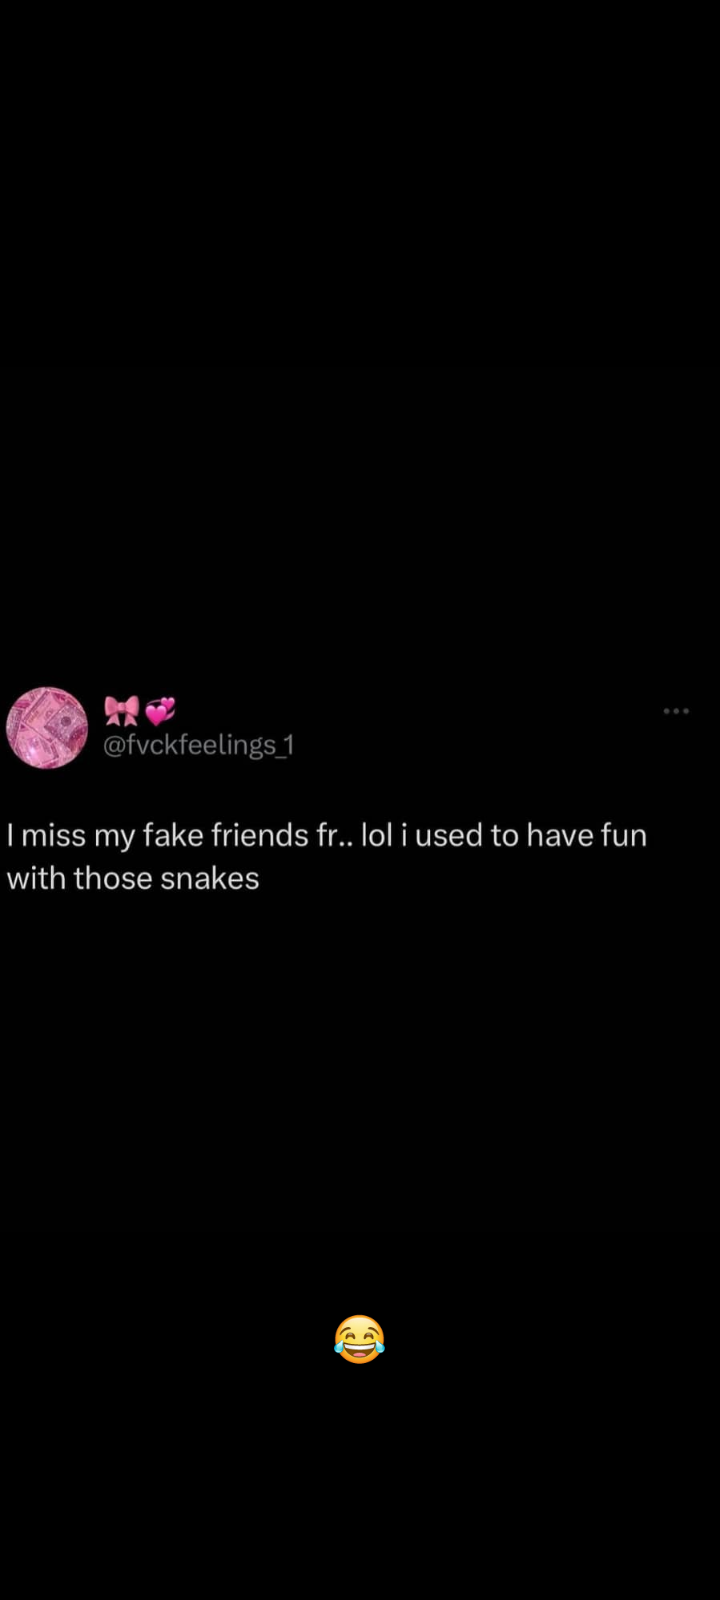 🎀💞
@fvckfeelings_1
I miss my fake friends fr.. lol i used to have fun
with those snakes
😂